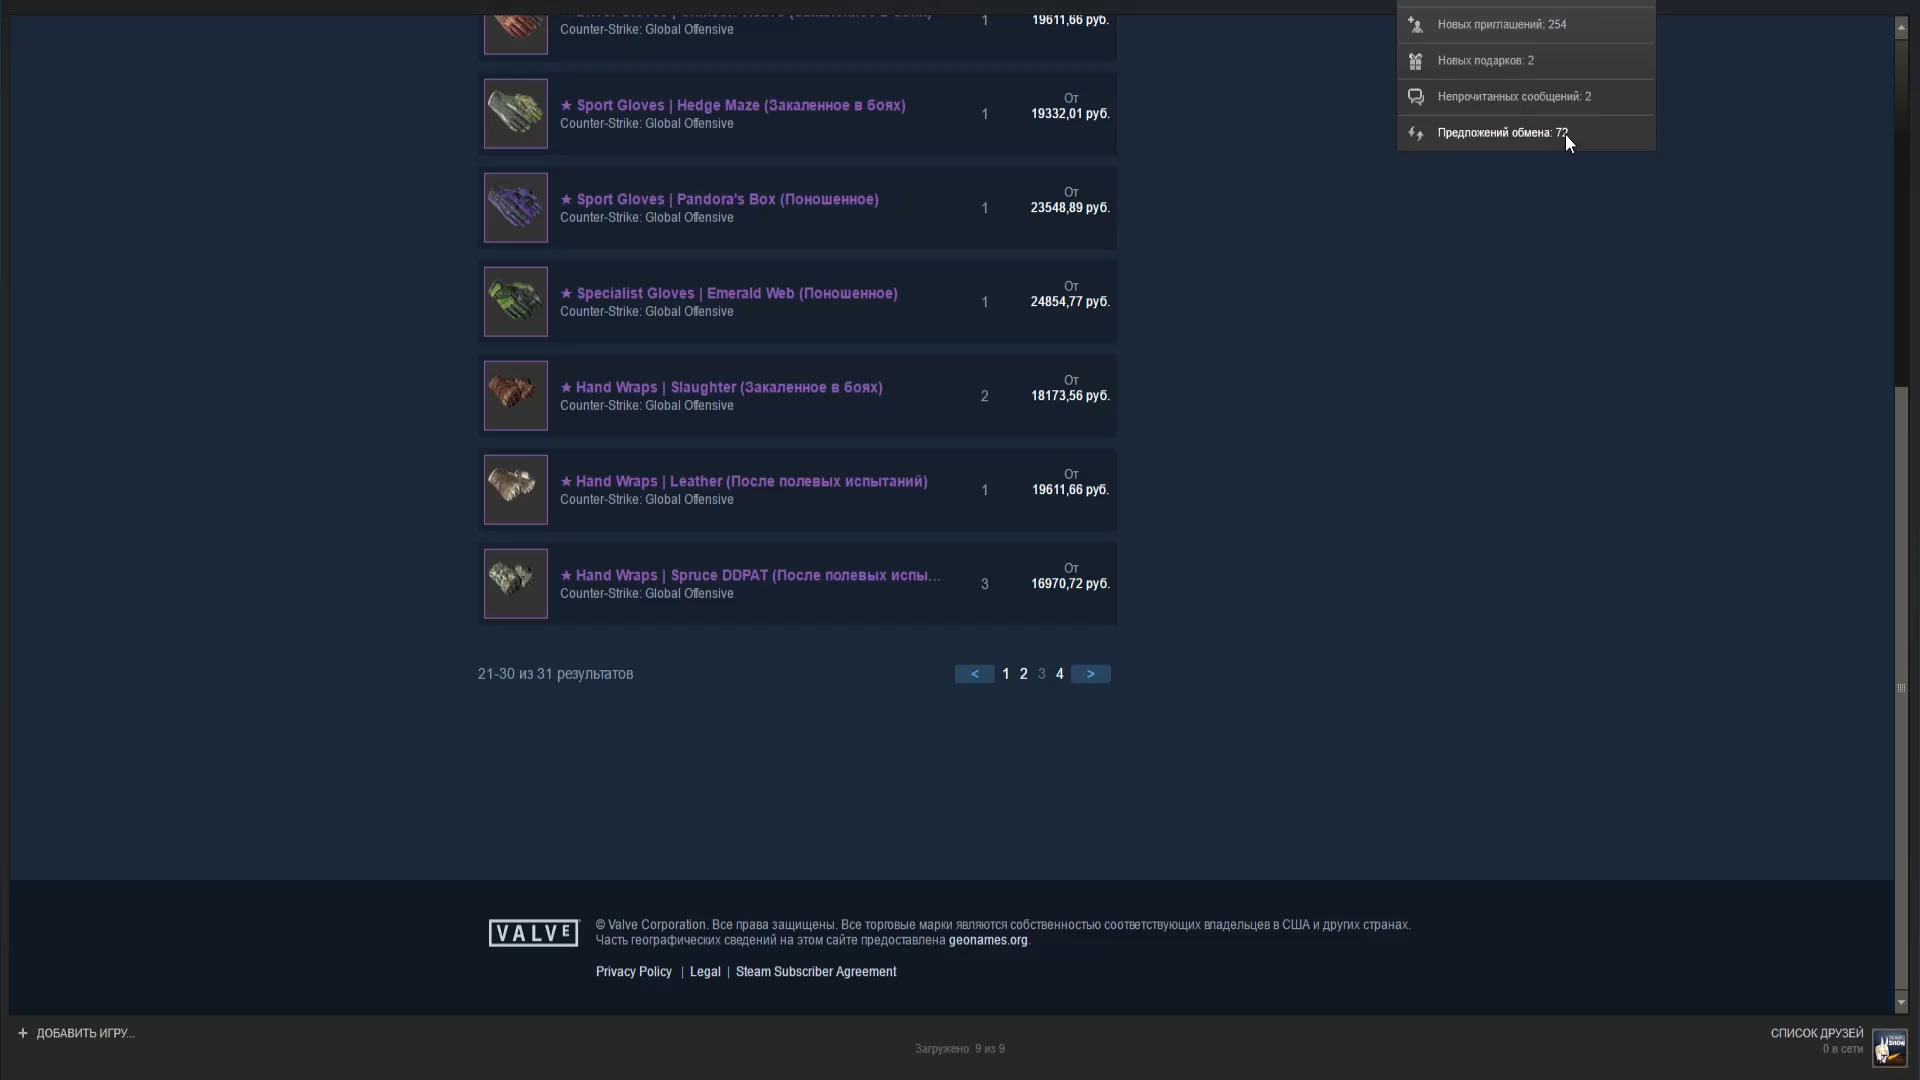 Counter-Strike: Global Offensive
1
19611,66 руб.
Новых приглашений: 254
Новых подарков: 2
Непрочитанных сообщений: 2
Предложений обмена: 72
★ Sport Gloves | Hedge Maze (Закаленное в боях)
Counter-Strike: Global Offensive
1
От
19332,01 руб.
★ Sport Gloves | Pandora's Box (Поношенное)
Counter-Strike: Global Offensive
1
От
23548,89 руб.
★ Specialist Gloves | Emerald Web (Поношенное)
Counter-Strike: Global Offensive
1
От
24854,77 руб.
★ Hand Wraps | Slaughter (Закаленное в боях)
Counter-Strike: Global Offensive
2
От
18173,56 руб.
★ Hand Wraps | Leather (После полевых испытаний)
Counter-Strike: Global Offensive
1
От
19611,66 руб.
★ Hand Wraps | Spruce DDPAT (После полевых испы...
Counter-Strike: Global Offensive
3
От
16970,72 руб.
21-30 из 31 результатов
< 1 2 3 4 >
VALVE
© Valve Corporation. Все права защищены. Все торговые марки являются собственностью соответствующих владельцев в США и других странах.
Часть географических сведений на этом сайте предоставлена geonames.org.
Privacy Policy | Legal | Steam Subscriber Agreement
+ ДОБАВИТЬ ИГРУ...
Загружено: 9 из 9
СПИСОК ДРУЗЕЙ
0 в сети